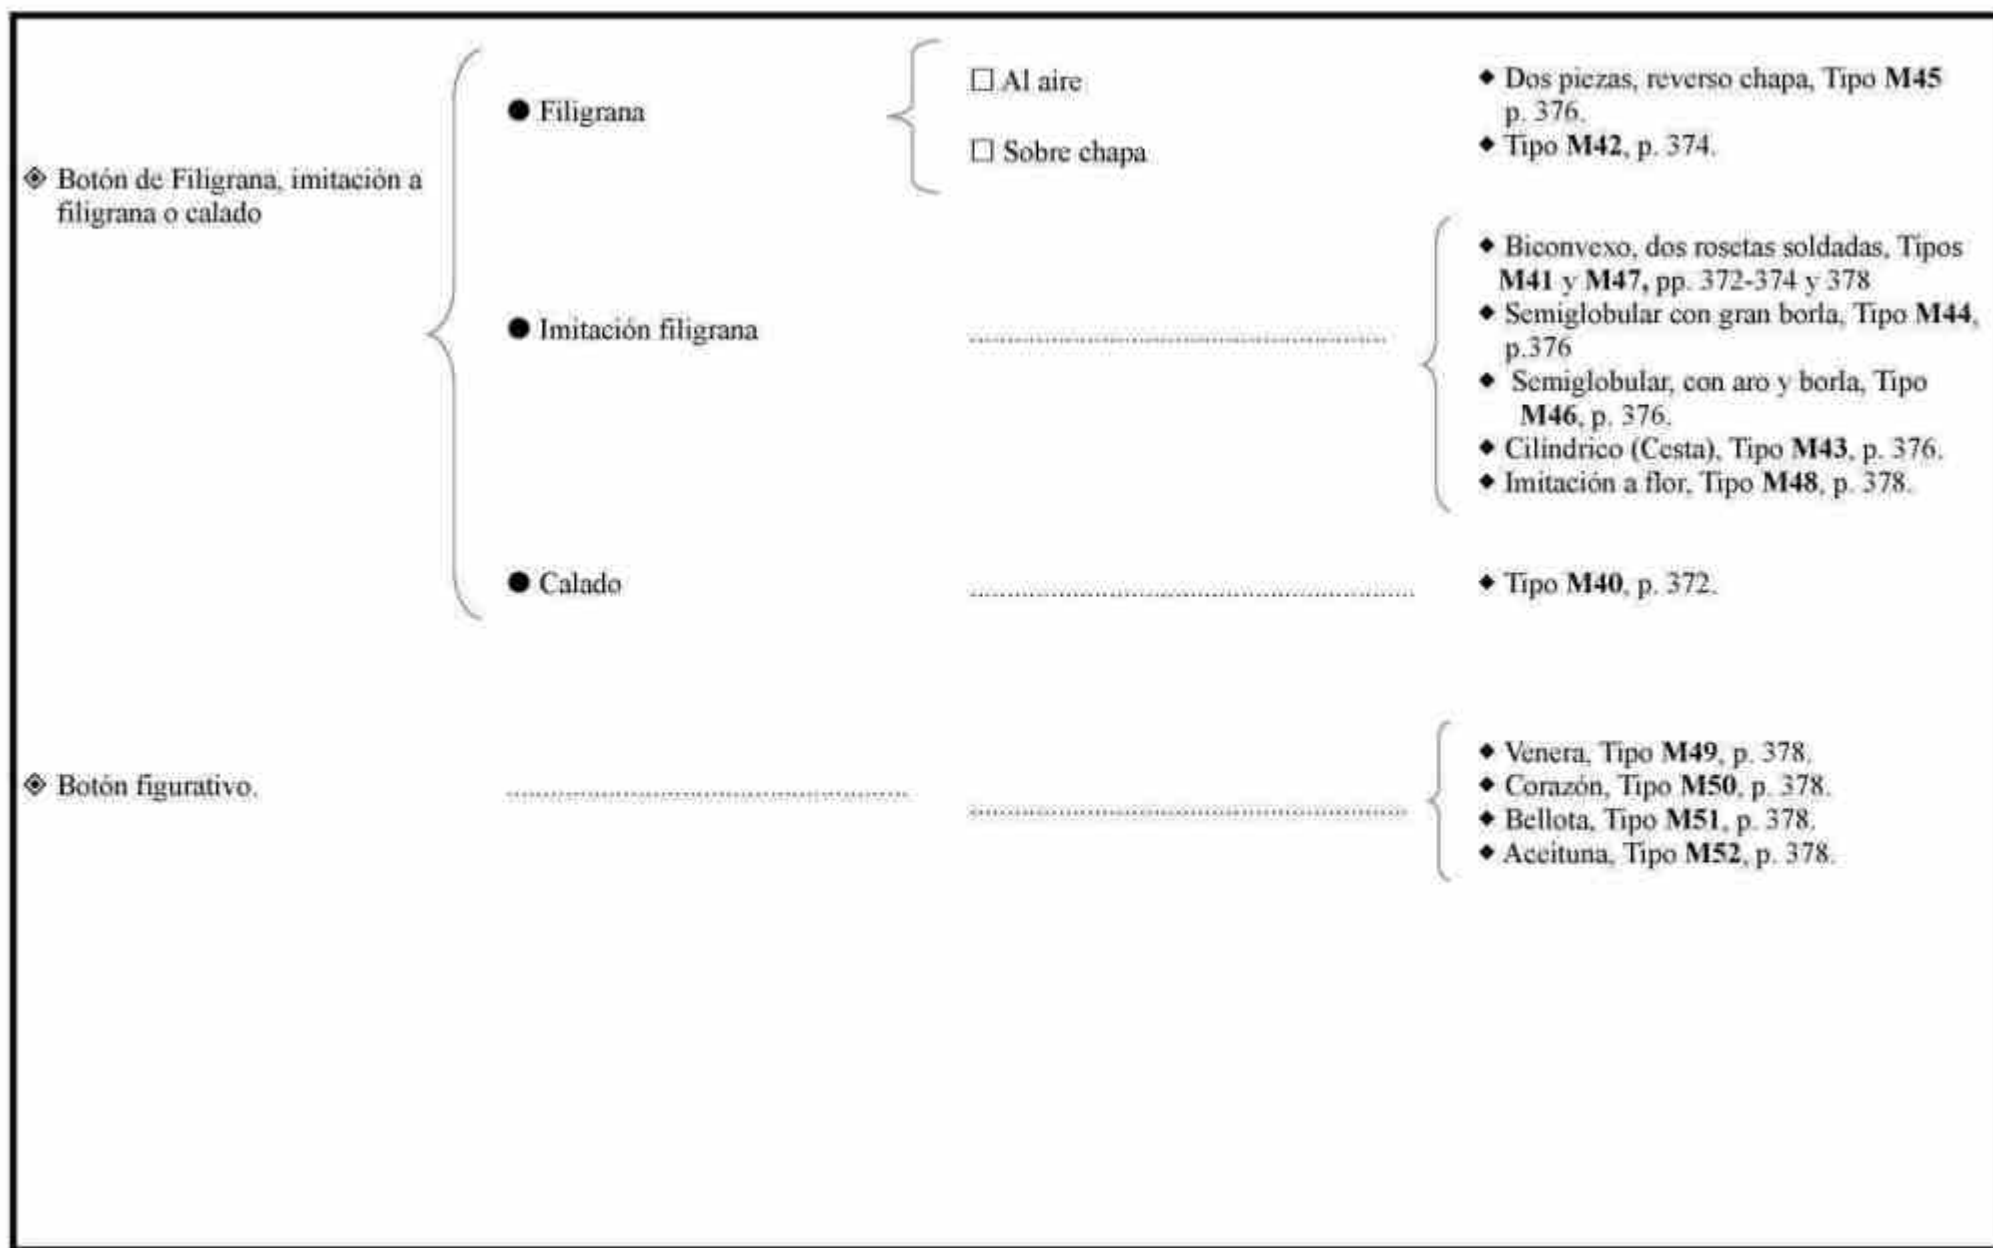 ◈ Botón de Filigrana, imitación a
filigrana o calado
● Filigrana
☐ Al aire
◆ Dos piezas, reverso chapa, Tipo M45
p. 376.
☐ Sobre chapa
◆ Tipo M42, p. 374.
● Imitación filigrana
◆ Biconvexo, dos rosetas soldadas, Tipos
M41 y M47, pp. 372-374 y 378
◆ Semiglobular con gran borla, Tipo M44,
p.376
◆ Semiglobular, con aro y borla, Tipo
M46, p. 376.
◆ Cilíndrico (Cesta), Tipo M43, p. 376.
◆ Imitación a flor, Tipo M48, p. 378.
● Calado
◆ Tipo M40, p. 372.
◈ Botón figurativo.
◆ Venera, Tipo M49, p. 378.
◆ Corazón, Tipo M50, p. 378.
◆ Bellota, Tipo M51, p. 378.
◆ Aceituna, Tipo M52, p. 378.